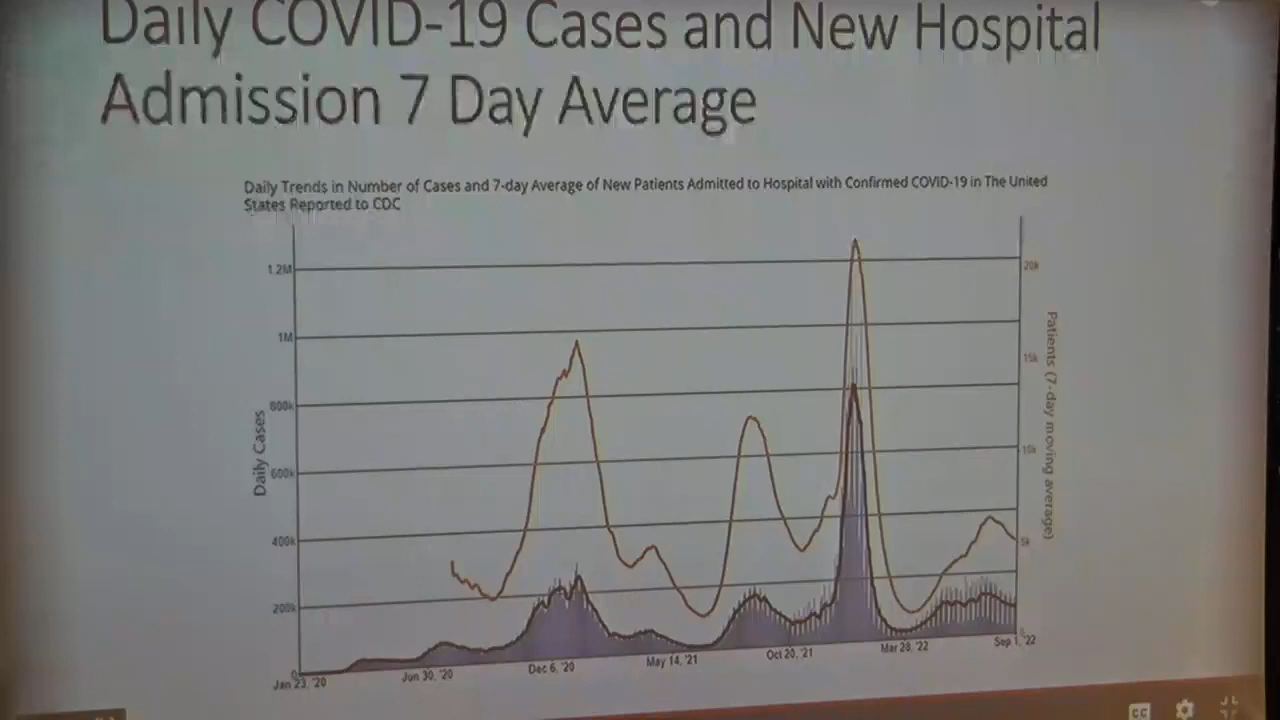 Daily COVID-19 Cases and New Hospital
Admission 7 Day Average
Daily Trends in Number of Cases and 7-day Average of New Patients Admitted to Hospital with Confirmed COVID-19 in The United
States Reported to CDC
1.2M
1M
800k
600k
400k
200k
0
Daily Cases
20k
15k
10k
5k
0
Patients (7-day moving average)
Jan 23, '20
Jun 30, '20
Dec 6, '20
May 14, '21
Oct 20, '21
Mar 28, '22
Sep 1, '22
CC